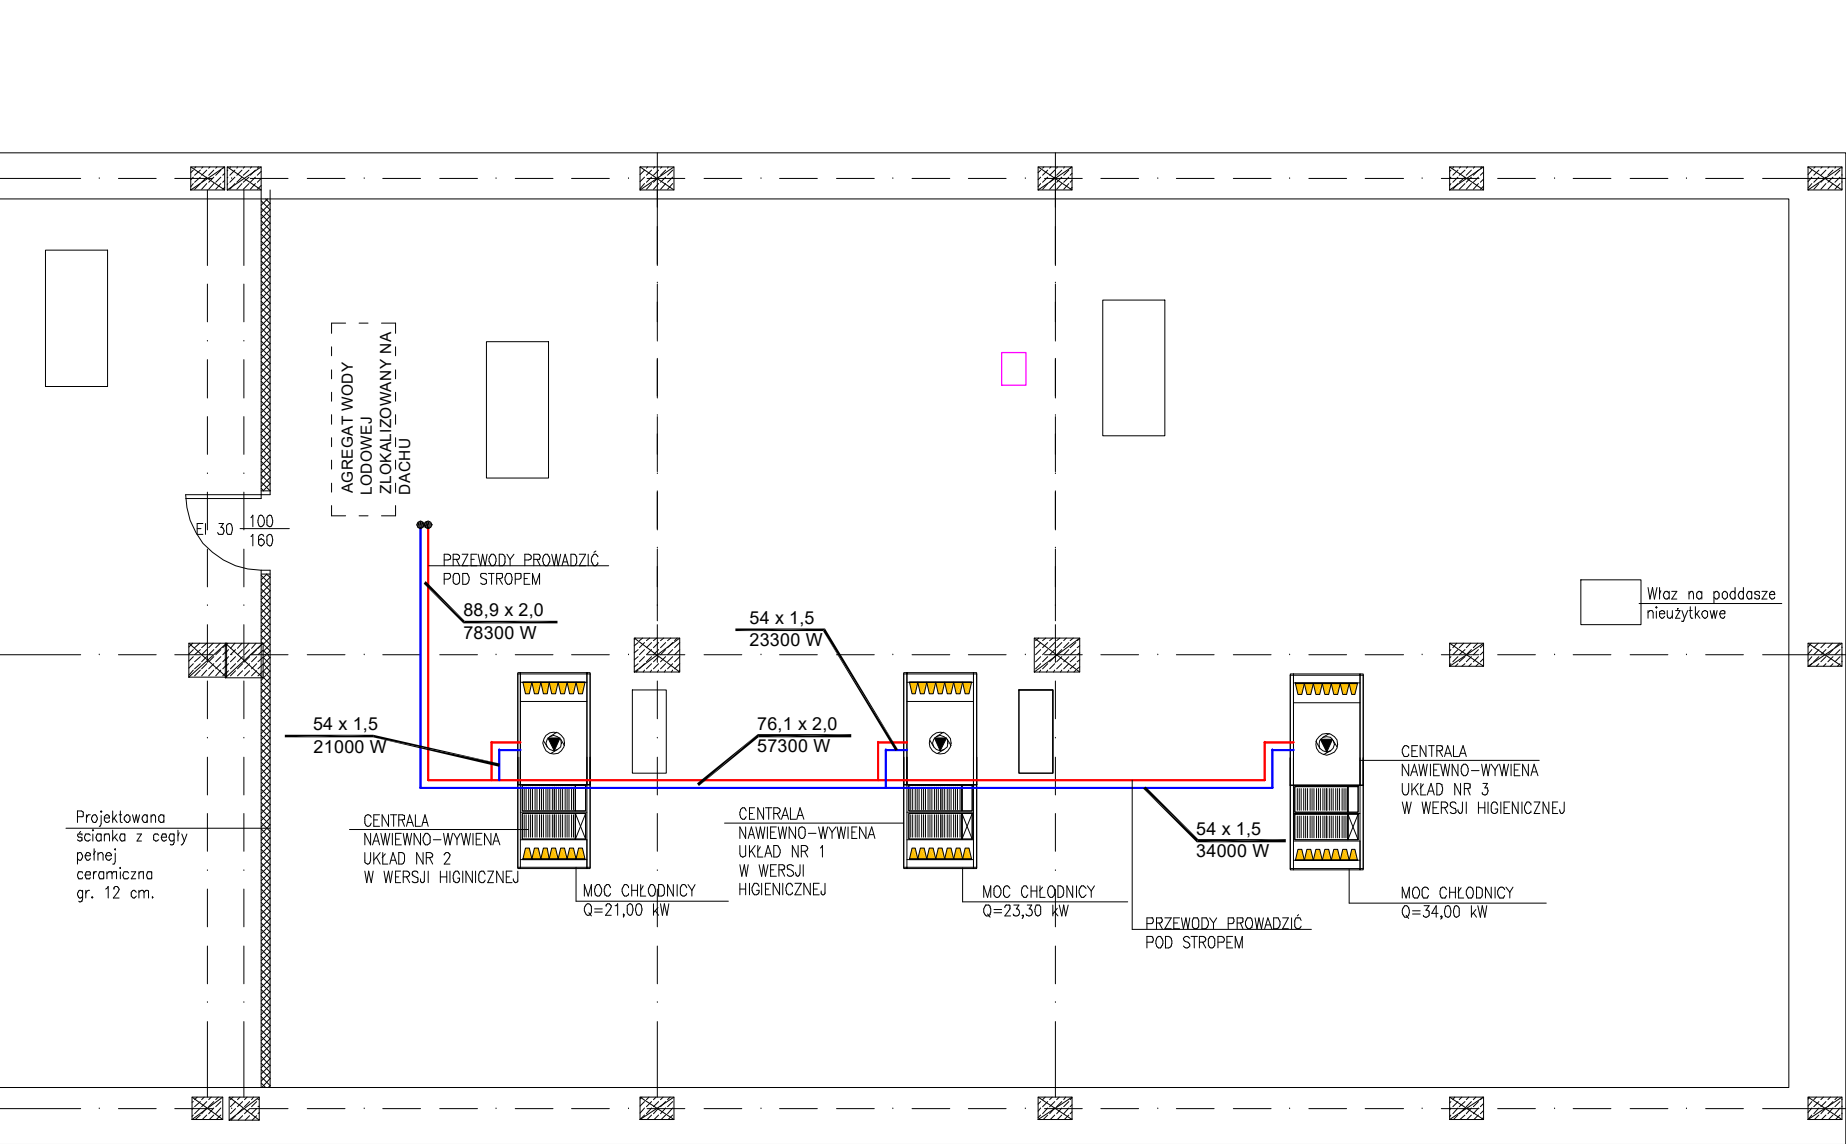 AGREGAT WODY
LODOWEJ
ZLOKALIZOWANY NA
DACHU
EI 30
100
160
PRZEWODY PROWADZIĆ
POD STROPEM
88,9 x 2,0
78300 W
54 x 1,5
23300 W
Właz na poddasze
nieużytkowe
54 x 1,5
21000 W
76,1 x 2,0
57300 W
CENTRALA
NAWIEWNO-WYWIENA
UKŁAD NR 3
W WERSJI HIGIENICZNEJ
Projektowana
ścianka z cegły
pełnej
ceramiczna
gr. 12 cm.
CENTRALA
NAWIEWNO-WYWIENA
UKŁAD NR 2
W WERSJI HIGINICZNEJ
CENTRALA
NAWIEWNO-WYWIENA
UKŁAD NR 1
W WERSJI
HIGIENICZNEJ
54 x 1,5
34000 W
MOC CHŁODNICY
Q=21,00 kW
MOC CHŁODNICY
Q=23,30 kW
MOC CHŁODNICY
Q=34,00 kW
PRZEWODY PROWADZIĆ
POD STROPEM